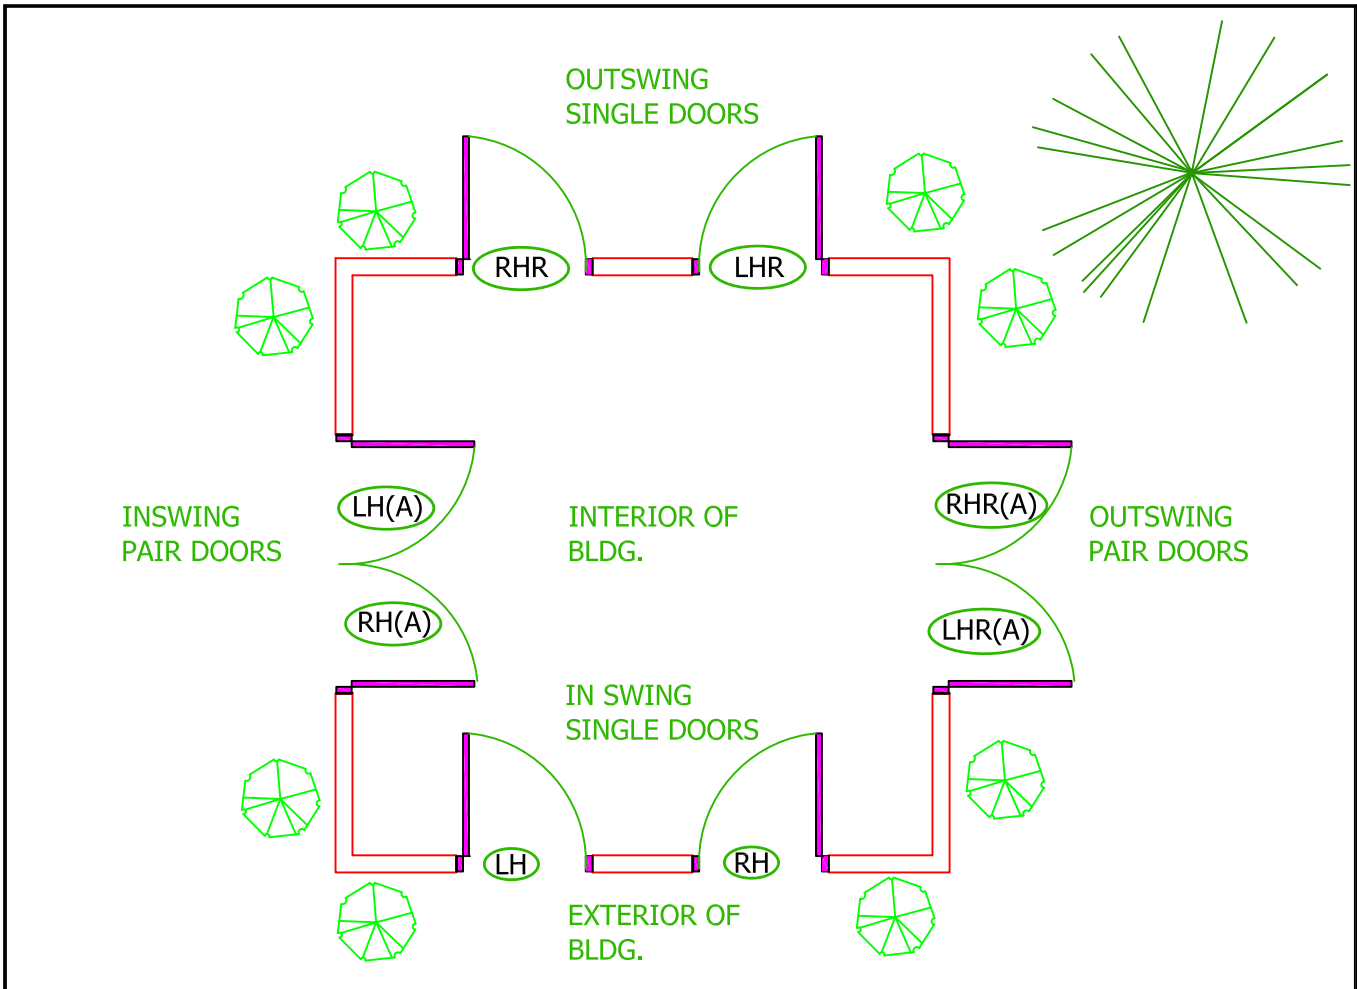 OUTSWING
SINGLE DOORS
RHR
LHR
LH(A)
RHR(A)
INSWING
PAIR DOORS
INTERIOR OF
BLDG.
OUTSWING
PAIR DOORS
RH(A)
LHR(A)
IN SWING
SINGLE DOORS
LH
RH
EXTERIOR OF
BLDG.